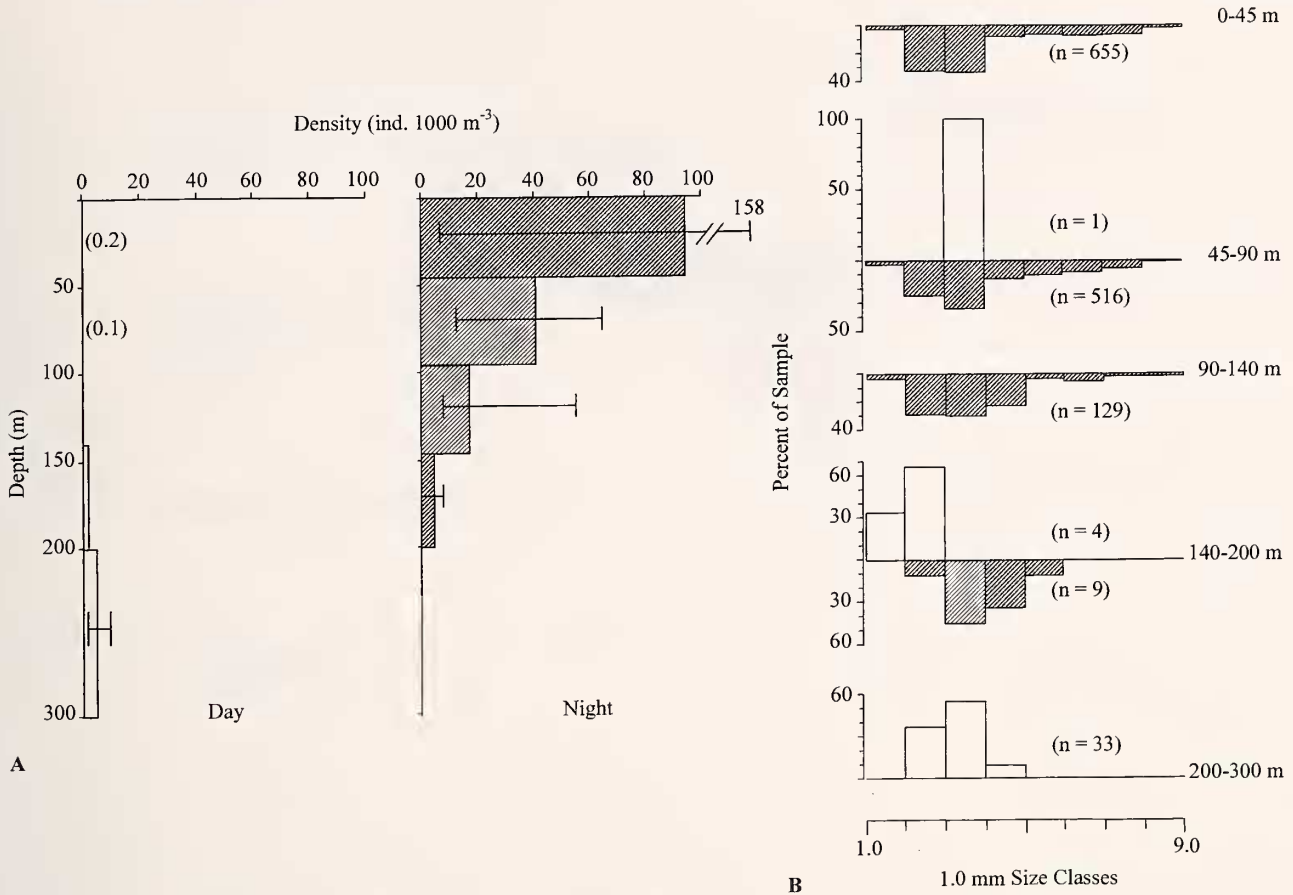 Density (ind. 1000 m-3)
0 20 40 60 80 100
0 20 40 60 80 100
158
(0.2)
50
(0.1)
100
150
200
300
Depth (m)
Day
Night
A
0-45 m
(n = 655)
40
100
50
(n = 1)
45-90 m
(n = 516)
50
90-140 m
(n = 129)
40
Percent of Sample
60
30
(n = 4)
140-200 m
(n = 9)
30
60
60
(n = 33)
200-300 m
1.0 9.0
1.0 mm Size Classes
B